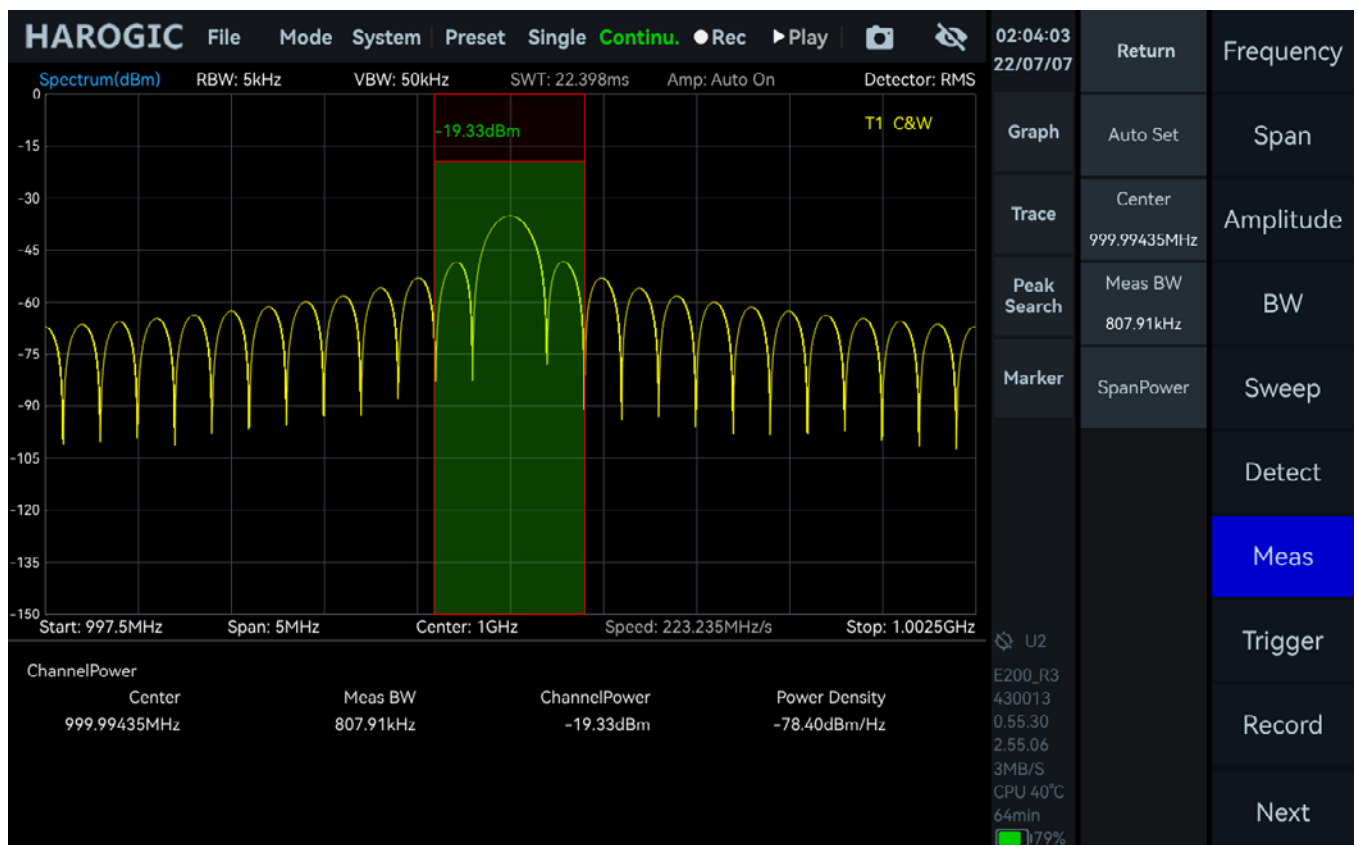 HAROGIC File Mode System Preset Single Continu. Rec Play
02:04:03
22/07/07
Return
Frequency
Spectrum(dBm) RBW: 5kHz VBW: 50kHz SWT: 22.398ms Amp: Auto On Detector: RMS
0
-19.33dBm
T1 C&W
-15
-30
-45
-60
-75
-90
-105
-120
-135
-150
Start: 997.5MHz Span: 5MHz Center: 1GHz Speed: 223.235MHz/s Stop: 1.0025GHz
ChannelPower
Center Meas BW ChannelPower Power Density
999.99435MHz 807.91kHz -19.33dBm -78.40dBm/Hz
Graph
Trace
Peak
Search
Marker
U2
E200_R3
430013
0.55.30
2.55.06
3MB/S
CPU 40°C
64min
79%
Auto Set
Center
999.99435MHz
Meas BW
807.91kHz
SpanPower
Span
Amplitude
BW
Sweep
Detect
Meas
Trigger
Record
Next